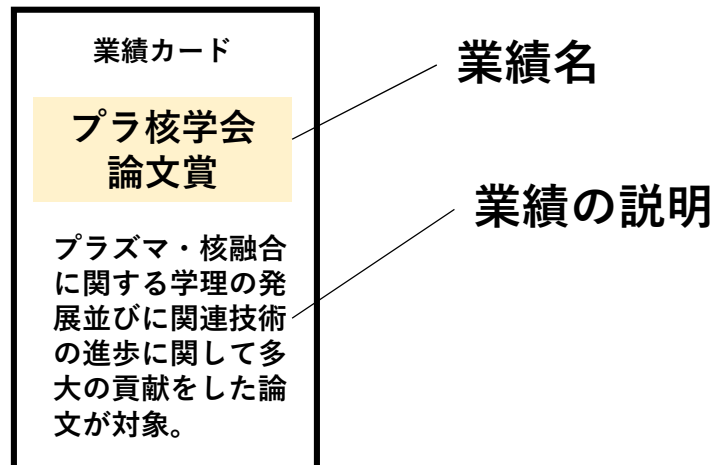 業績カード
プラ核学会
論文賞
プラズマ・核融合
に関する学理の発
展並びに関連技術
の進歩に関して多
大の貢献をした論
文が対象。
業績名
業績の説明